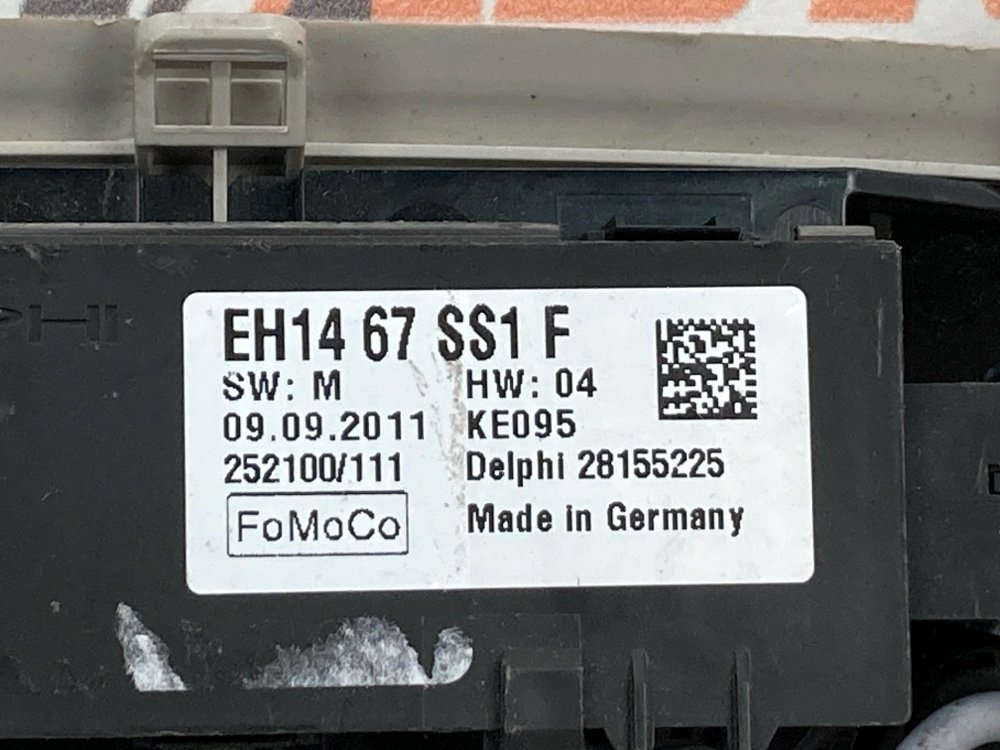 EH14 67 SS1 F
SW: M HW: 04
09.09.2011 KE095
252100/111 Delphi 28155225
FoMoCo Made in Germany